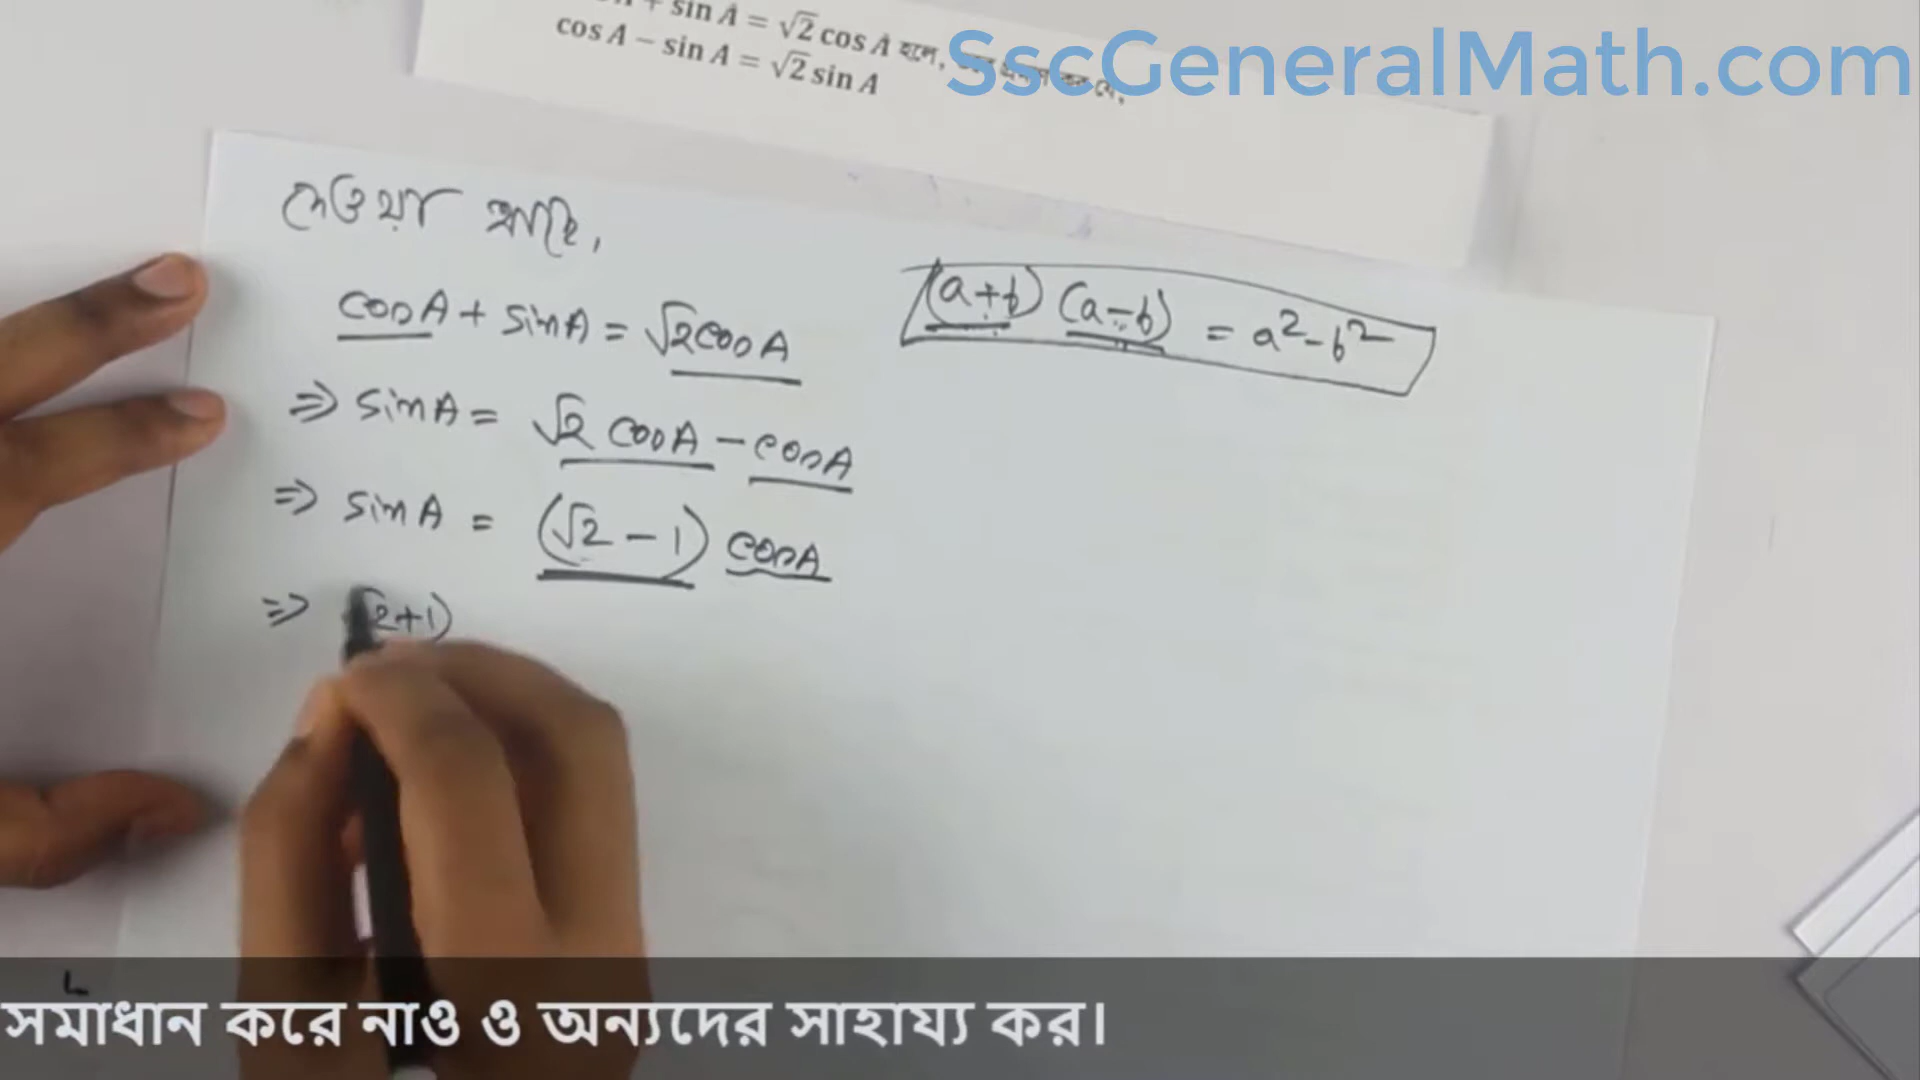 + sin A = √2 cos A হলে,
cos A − sin A = √2 sin A
SscGeneralMath.com
দেওয়া আছে,
cosA + sinA = √2cosA
(a+b) (a-b) = a²-b²
⇒ sinA = √2 cosA - cosA
⇒ sinA = (√2 - 1) cosA
⇒ √2+1)
সমাধান করে নাও ও অন্যদের সাহায্য কর।